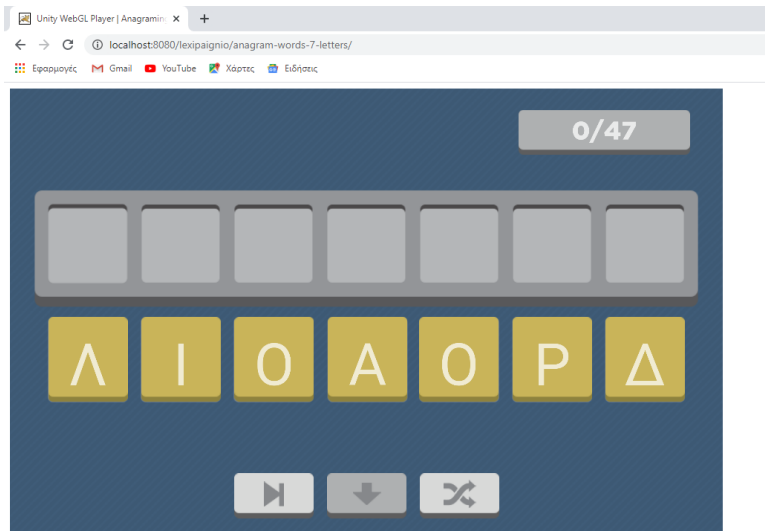 Unity WebGL Player | Anagramin
localhost:8080/lexipaignio/anagram-words-7-letters/
Εφαρμογές Gmail YouTube Χάρτες Ειδήσεις
0/47
Λ Ι Ο Α Ο Ρ Δ